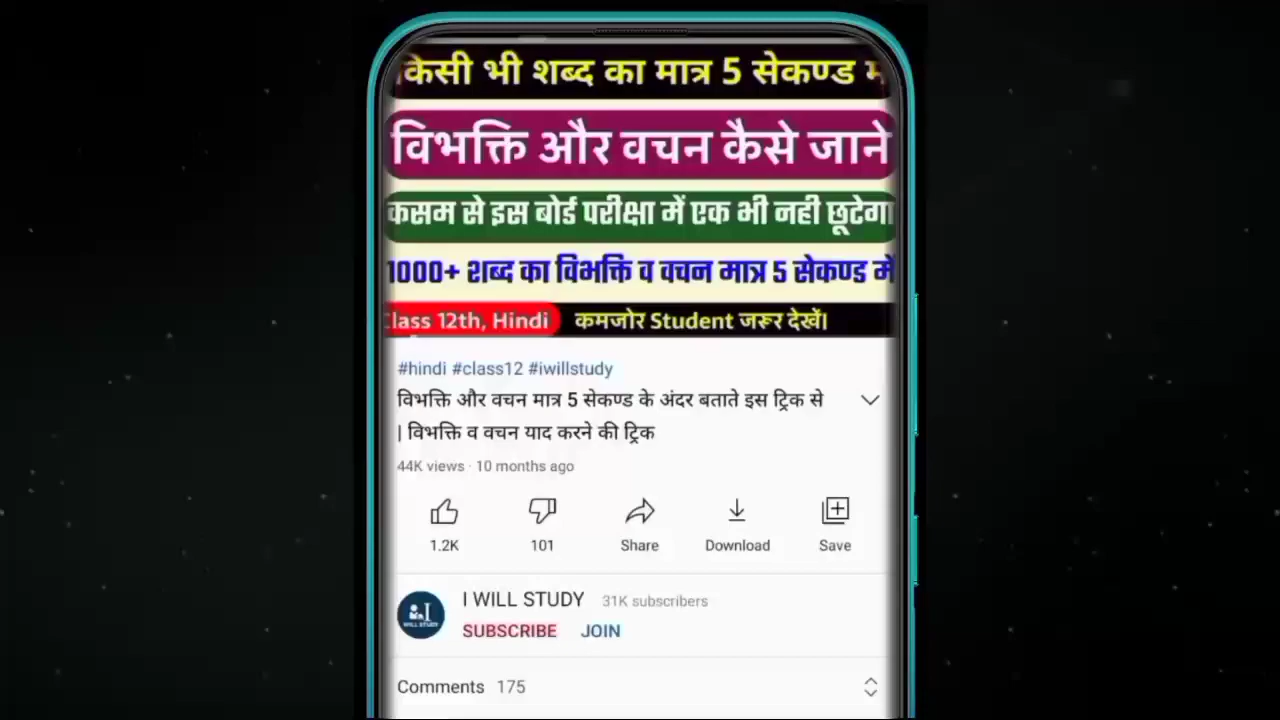 किसी भी शब्द का मात्र 5 सेकण्ड में
विभक्ति और वचन कैसे जाने
कसम से इस बोर्ड परीक्षा में एक भी नही छूटेगा
1000+ शब्द का विभक्ति व वचन मात्र 5 सेकण्ड में
Class 12th, Hindi कमजोर Student जरूर देखें।
#hindi #class12 #iwillstudy
विभक्ति और वचन मात्र 5 सेकण्ड के अंदर बताते इस ट्रिक से
| विभक्ति व वचन याद करने की ट्रिक
44K views · 10 months ago
1.2K 101 Share Download Save
I WILL STUDY 31K subscribers
SUBSCRIBE JOIN
Comments 175